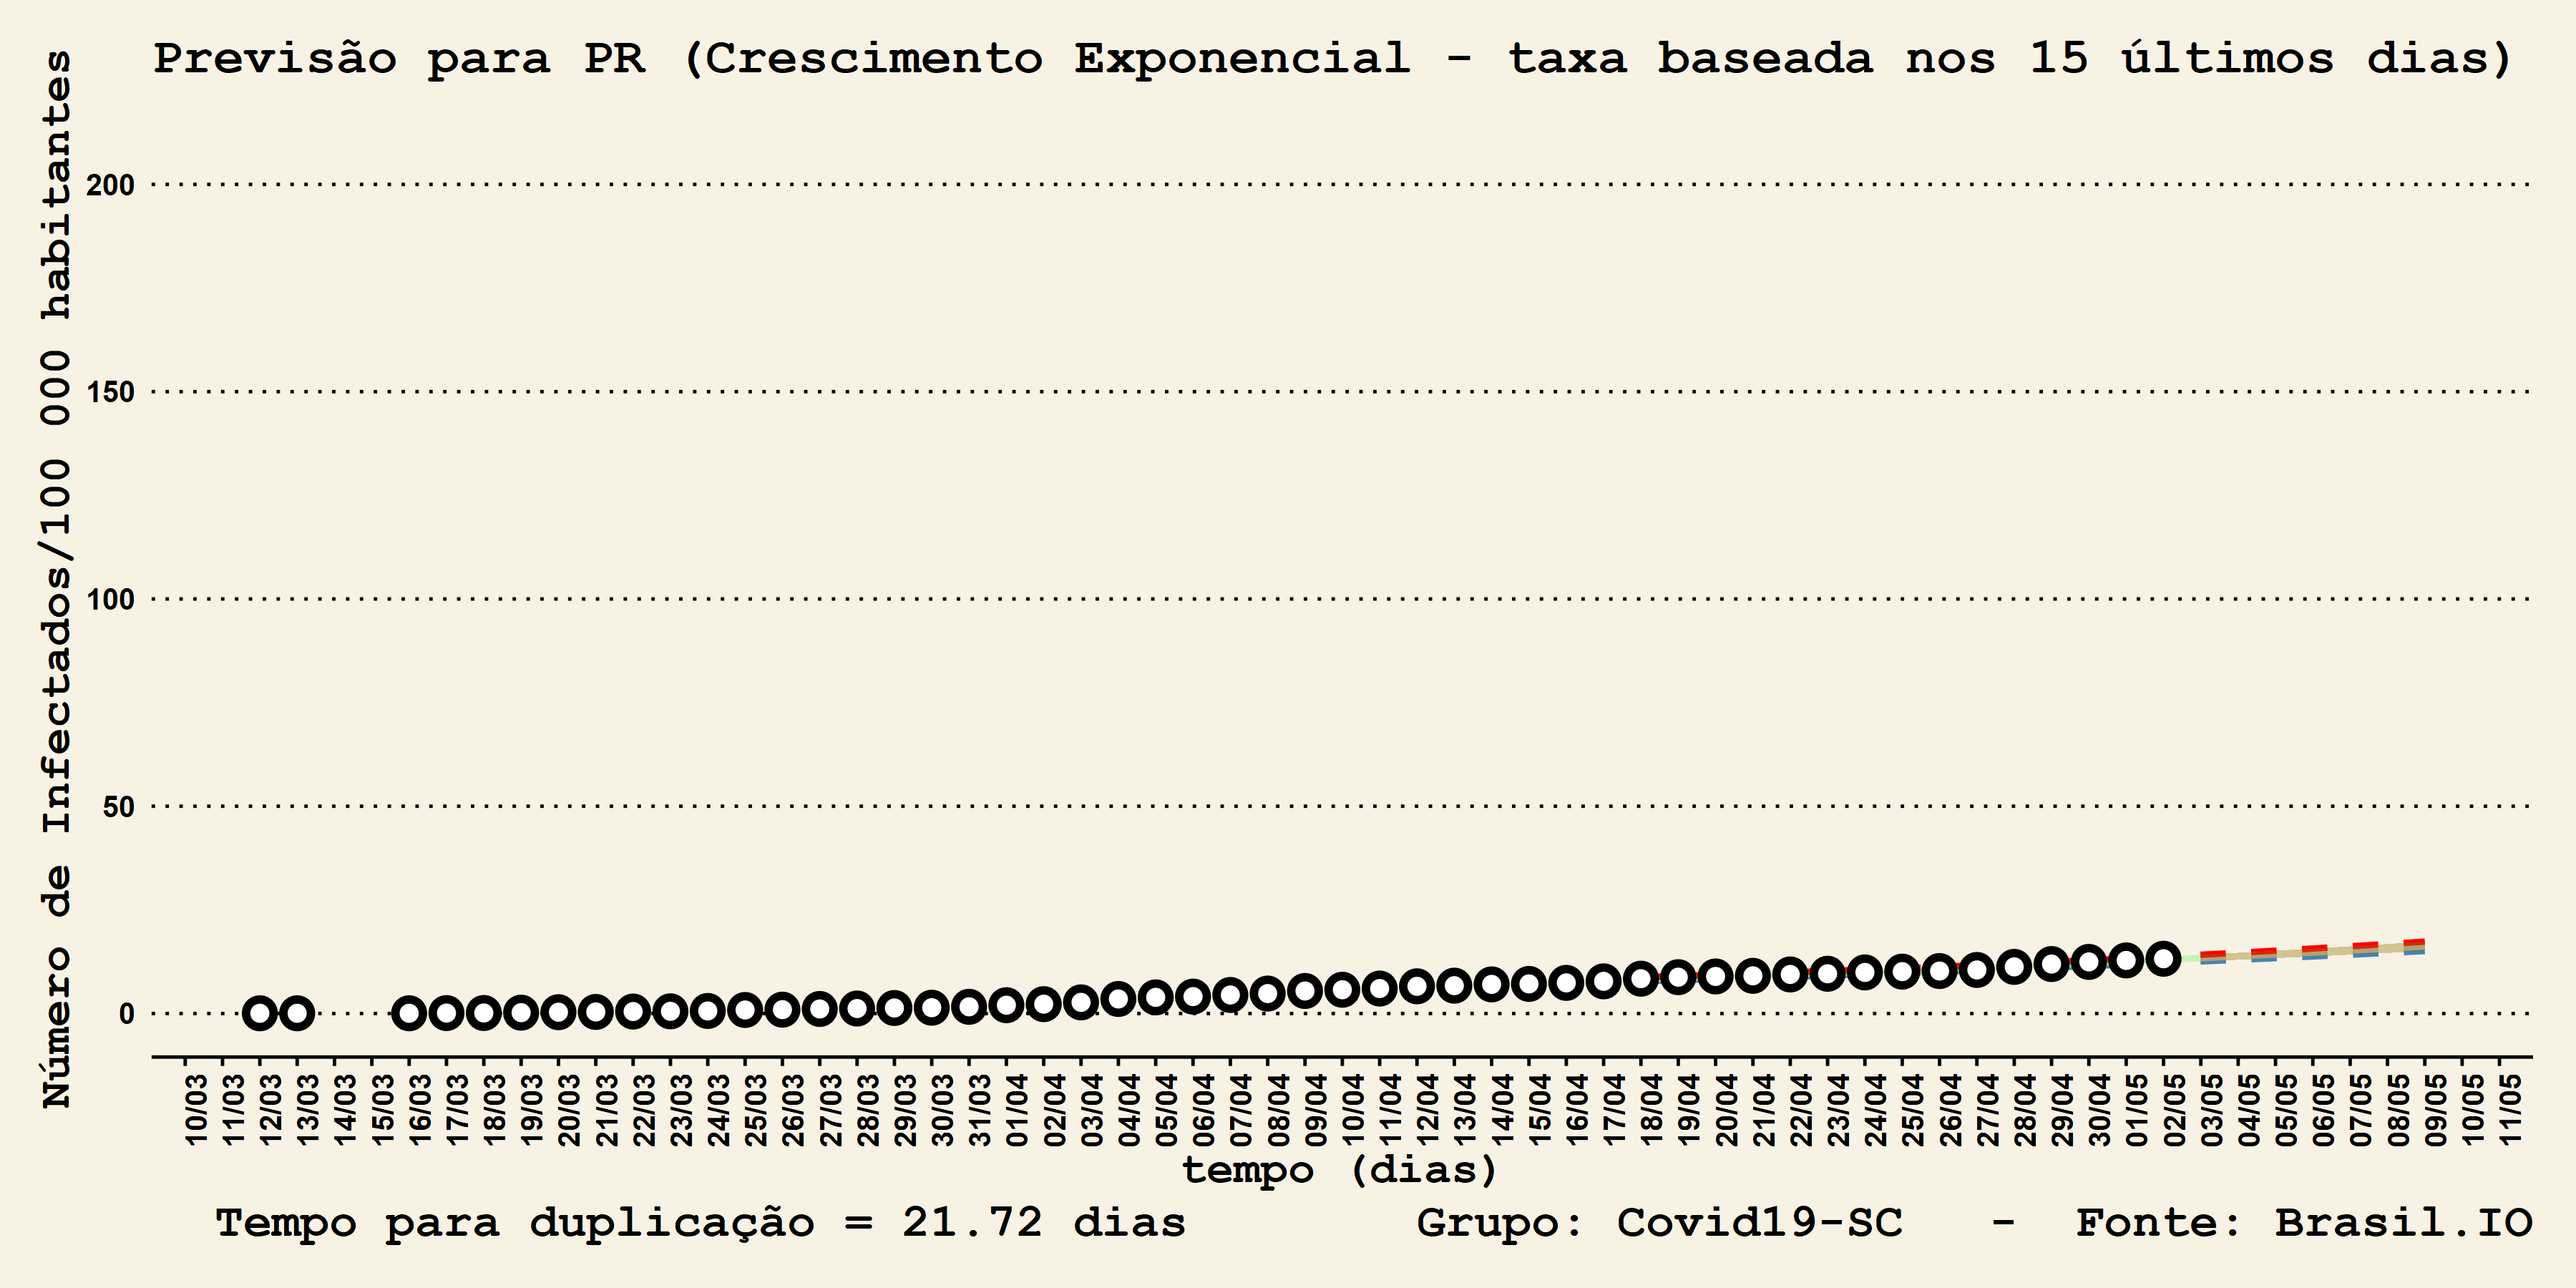 Previsão para PR (Crescimento Exponencial - taxa baseada nos 15 últimos dias)
Número de Infectados/100 000 habitantes
200
150
100
50
0
10/03 11/03 12/03 13/03 14/03 15/03 16/03 17/03 18/03 19/03 20/03 21/03 22/03 23/03 24/03 25/03 26/03 27/03 28/03 29/03 30/03 31/03 01/04 02/04 03/04 04/04 05/04 06/04 07/04 08/04 09/04 10/04 11/04 12/04 13/04 14/04 15/04 16/04 17/04 18/04 19/04 20/04 21/04 22/04 23/04 24/04 25/04 26/04 27/04 28/04 29/04 30/04 01/05 02/05 03/05 04/05 05/05 06/05 07/05 08/05 09/05 10/05 11/05
tempo (dias)
Tempo para duplicação = 21.72 dias Grupo: Covid19-SC - Fonte: Brasil.IO